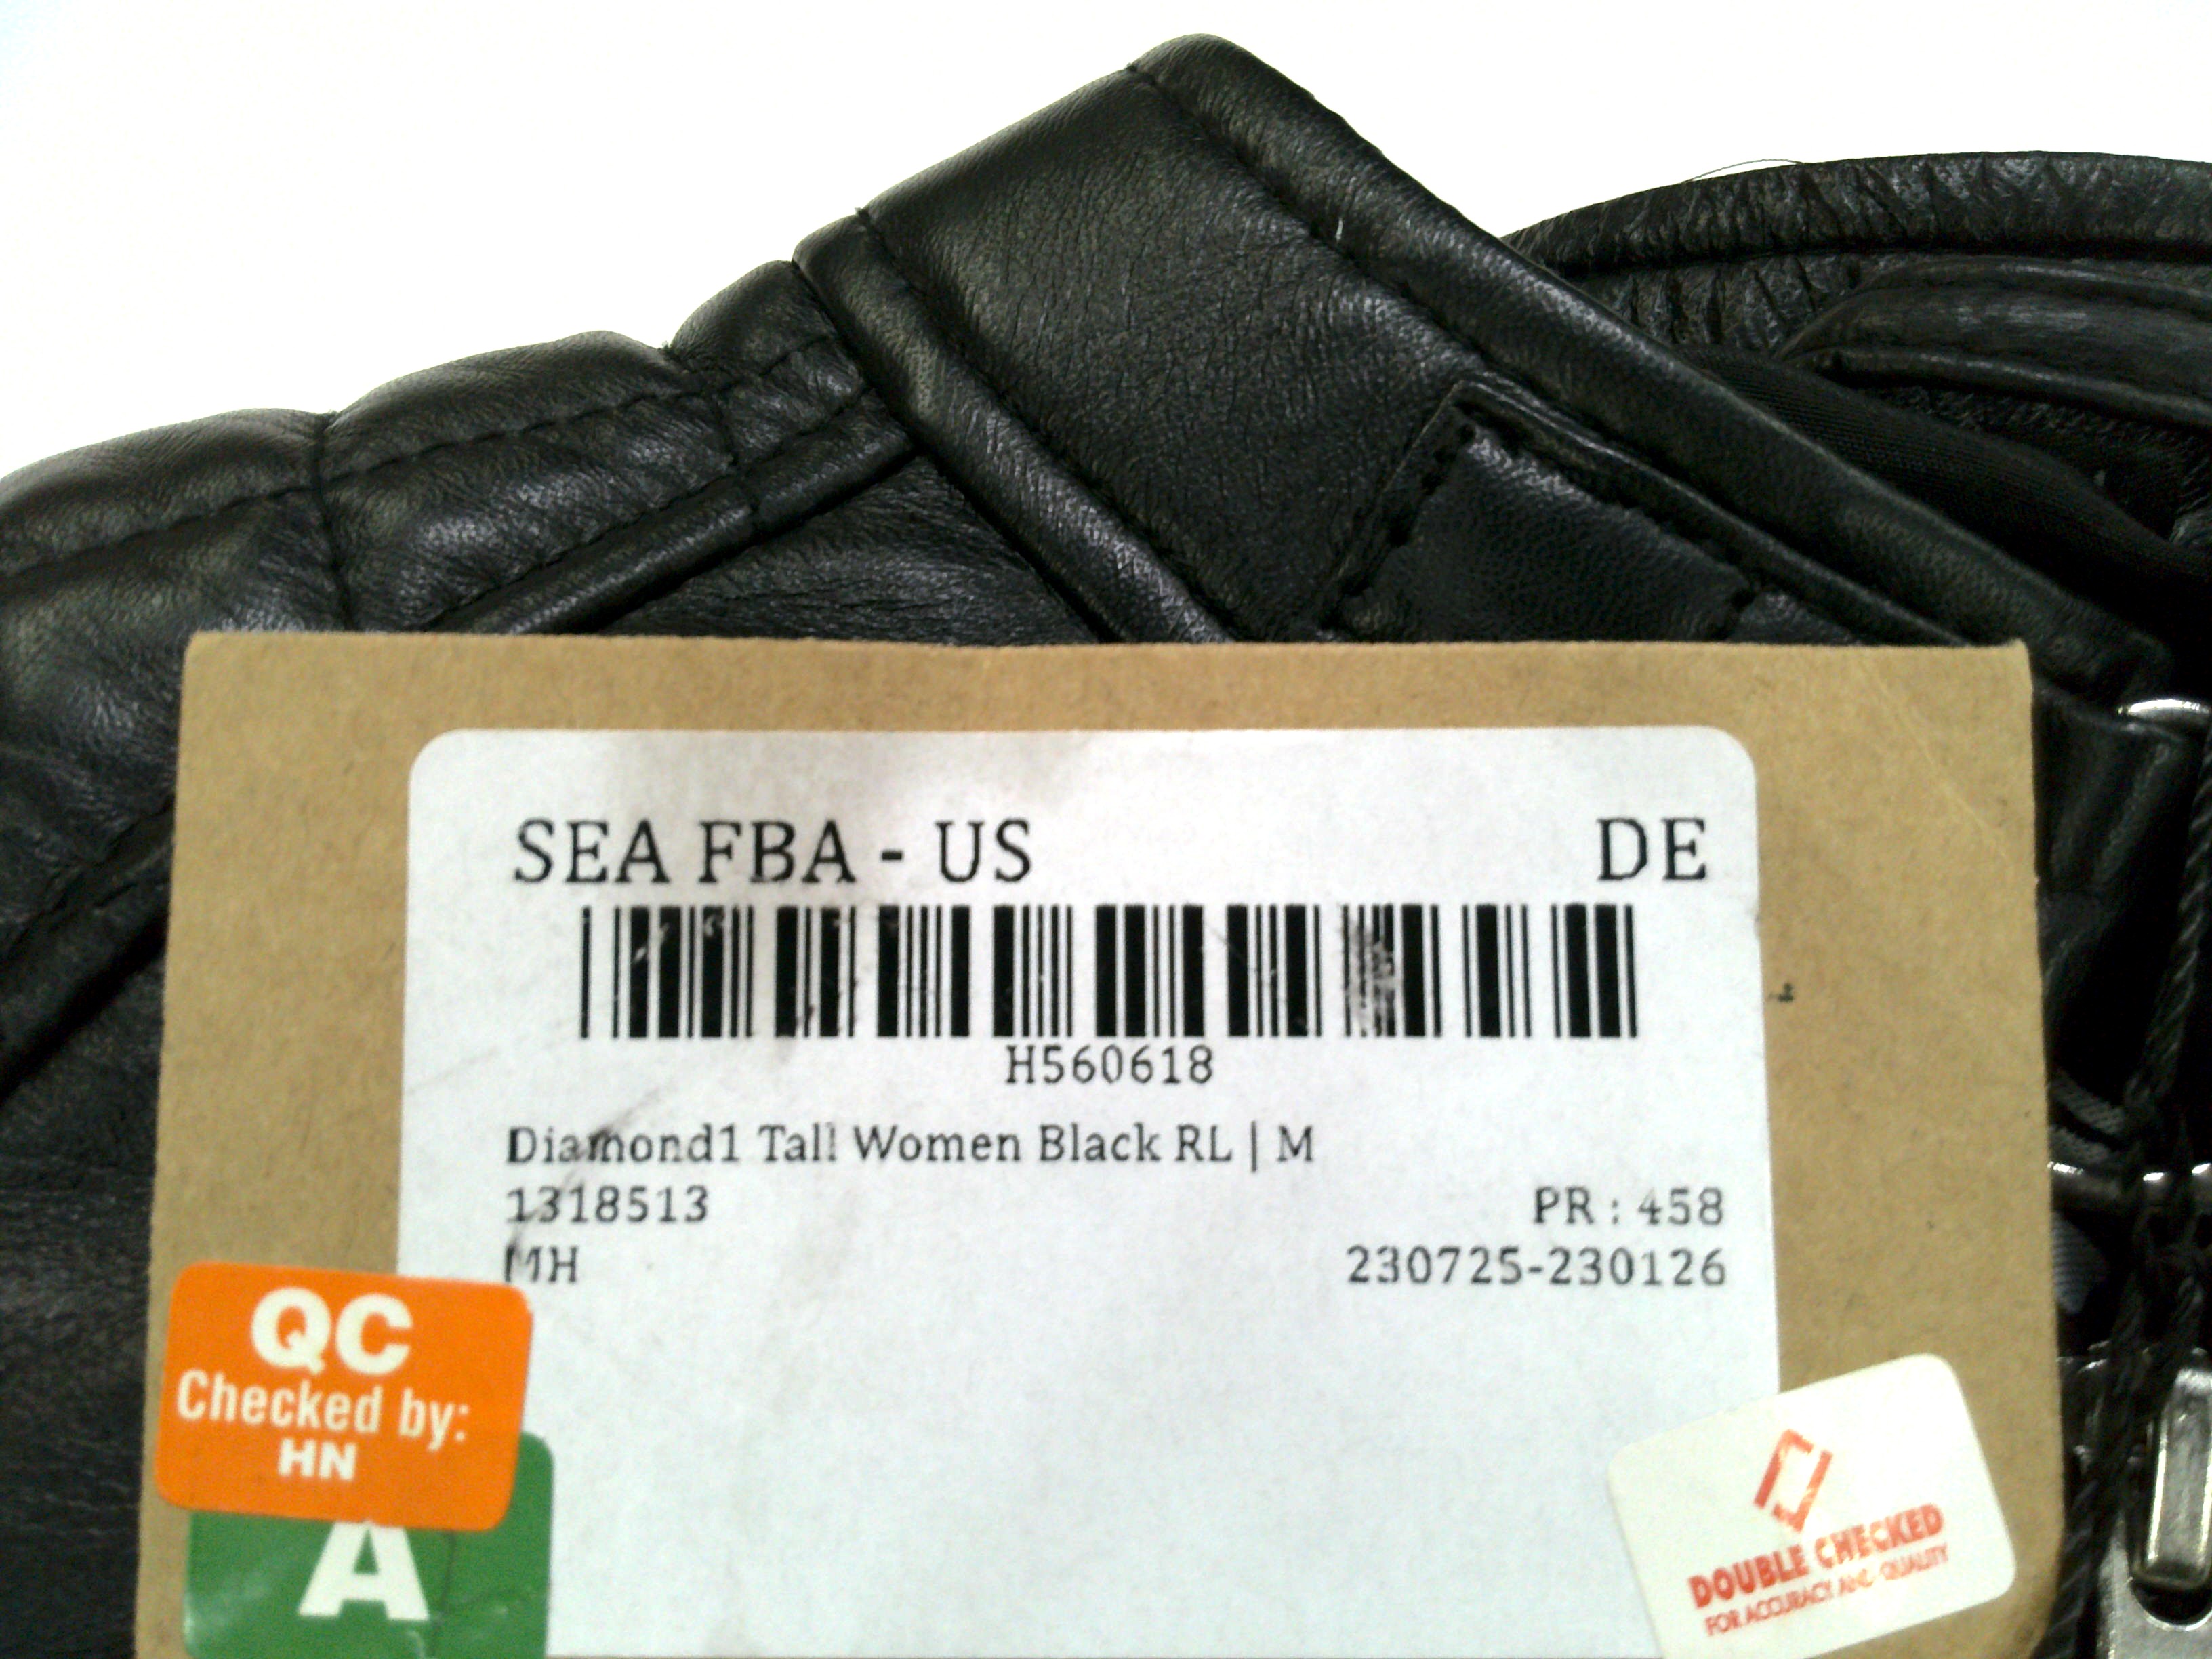 SEA FBA - US DE
H560618
Diamond1 Tall Women Black RL | M
1318513 PR : 458
MH 230725-230126
QC
Checked by:
HN
A
DOUBLE CHECKED
FOR ACCURACY AND QUALITY